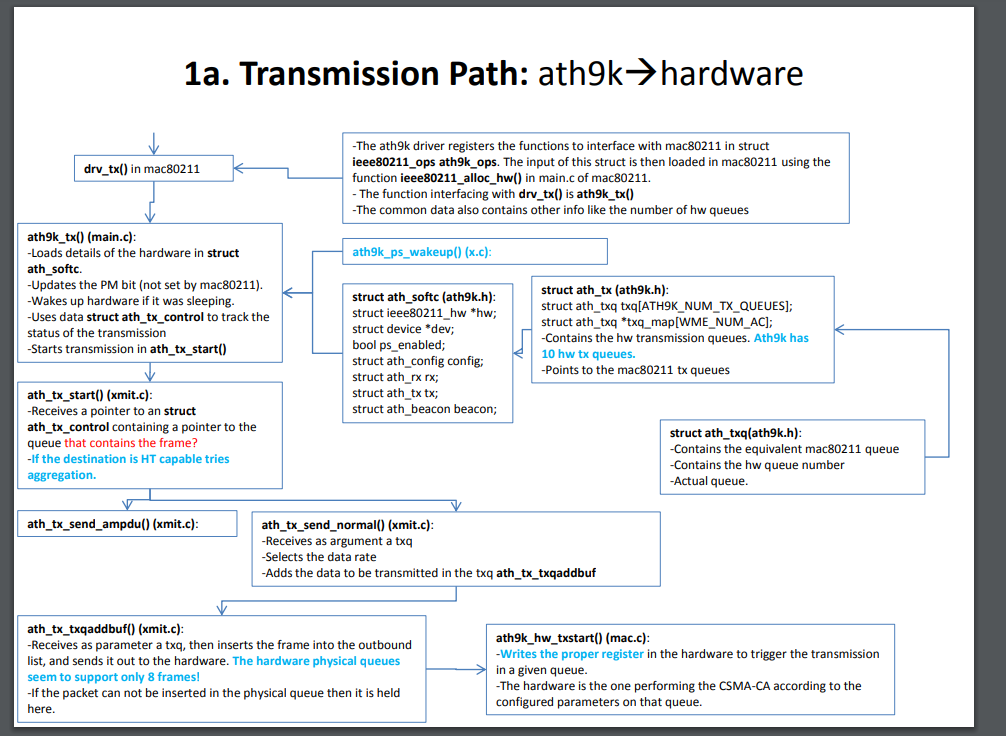 1a. Transmission Path: ath9k→hardware
drv_tx() in mac80211
-The ath9k driver registers the functions to interface with mac80211 in struct
ieee80211_ops ath9k_ops. The input of this struct is then loaded in mac80211 using the
function ieee80211_alloc_hw() in main.c of mac80211.
- The function interfacing with drv_tx() is ath9k_tx()
-The common data also contains other info like the number of hw queues
ath9k_tx() (main.c):
-Loads details of the hardware in struct
ath_softc.
-Updates the PM bit (not set by mac80211).
-Wakes up hardware if it was sleeping.
-Uses data struct ath_tx_control to track the
status of the transmission
-Starts transmission in ath_tx_start()
ath9k_ps_wakeup() (x.c):
struct ath_softc (ath9k.h):
struct ieee80211_hw *hw;
struct device *dev;
bool ps_enabled;
struct ath_config config;
struct ath_rx rx;
struct ath_tx tx;
struct ath_beacon beacon;
struct ath_tx (ath9k.h):
struct ath_txq txq[ATH9K_NUM_TX_QUEUES];
struct ath_txq *txq_map[WME_NUM_AC];
-Contains the hw transmission queues. Ath9k has
10 hw tx queues.
-Points to the mac80211 tx queues
struct ath_txq(ath9k.h):
-Contains the equivalent mac80211 queue
-Contains the hw queue number
-Actual queue.
ath_tx_start() (xmit.c):
-Receives a pointer to an struct
ath_tx_control containing a pointer to the
queue that contains the frame?
-If the destination is HT capable tries
aggregation.
ath_tx_send_ampdu() (xmit.c):
ath_tx_send_normal() (xmit.c):
-Receives as argument a txq
-Selects the data rate
-Adds the data to be transmitted in the txq ath_tx_txqaddbuf
ath_tx_txqaddbuf() (xmit.c):
-Receives as parameter a txq, then inserts the frame into the outbound
list, and sends it out to the hardware. The hardware physical queues
seem to support only 8 frames!
-If the packet can not be inserted in the physical queue then it is held
here.
ath9k_hw_txstart() (mac.c):
-Writes the proper register in the hardware to trigger the transmission
in a given queue.
-The hardware is the one performing the CSMA-CA according to the
configured parameters on that queue.